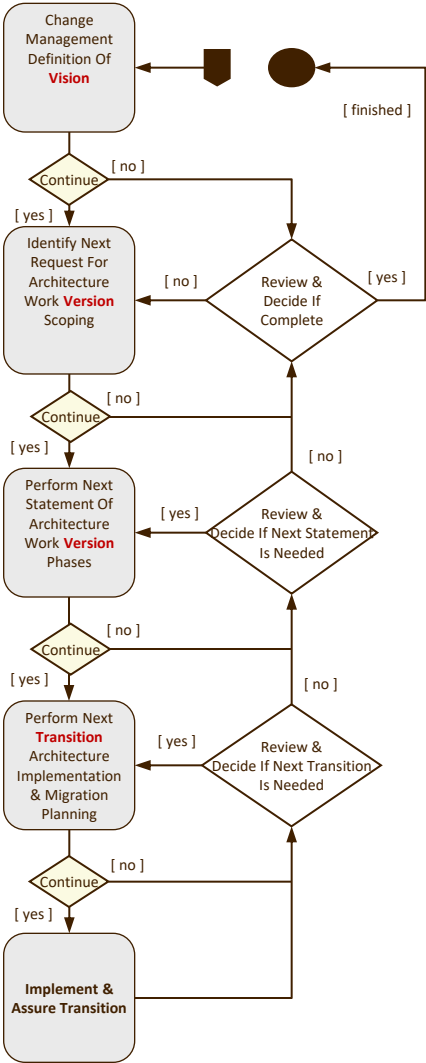 Change
Management
Definition Of
Vision
[ finished ]
Continue
[ no ]
[ yes ]
Identify Next
Request For
Architecture
Work Version
Scoping
[ no ]
Review &
Decide If
Complete
[ yes ]
Continue
[ no ]
[ yes ]
[ no ]
Perform Next
Statement Of
Architecture
Work Version
Phases
[ yes ]
Review &
Decide If Next Statement
Is Needed
Continue
[ no ]
[ yes ]
[ no ]
Perform Next
Transition
Architecture
Implementation
& Migration
Planning
[ yes ]
Review &
Decide If Next Transition
Is Needed
Continue
[ no ]
[ yes ]
Implement &
Assure Transition